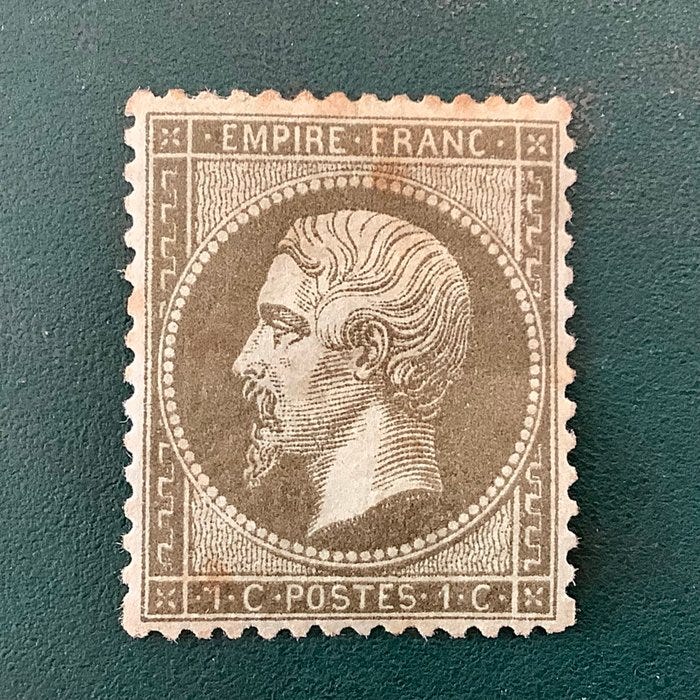 · EMPIRE · FRANC ·
· 1 · C · POSTES · 1 · C ·